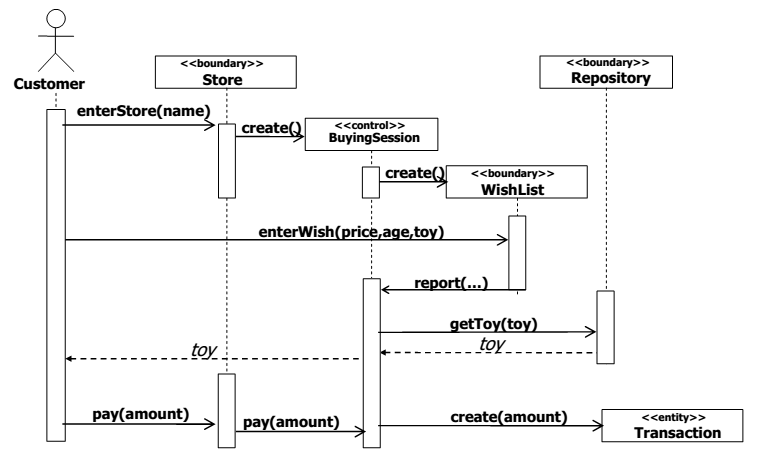 <<boundary>>
Store
<<boundary>>
Repository
Customer
enterStore(name)
create()
<<control>>
BuyingSession
create()
<<boundary>>
WishList
enterWish(price,age,toy)
report(...)
getToy(toy)
toy
toy
pay(amount)
pay(amount)
create(amount)
<<entity>>
Transaction